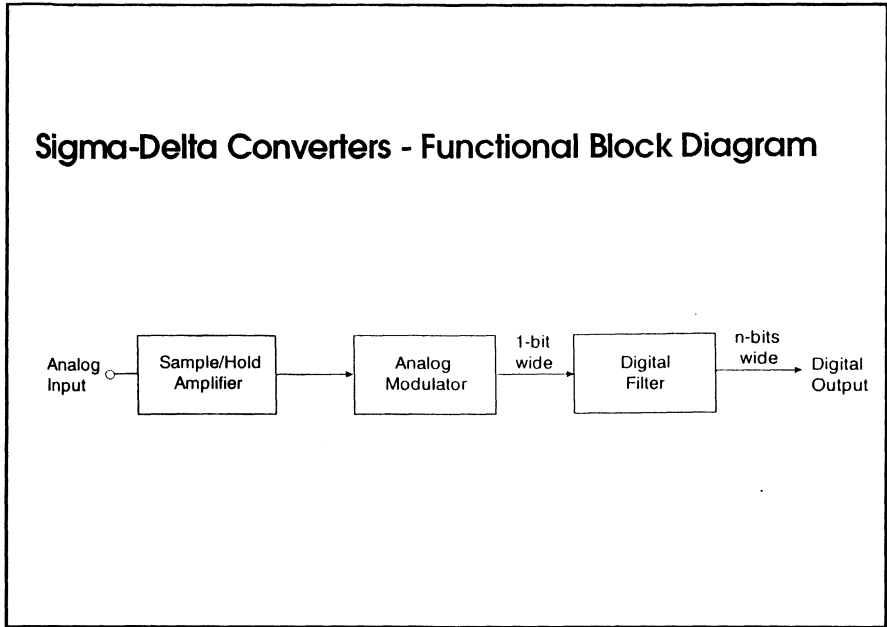 Sigma-Delta Converters - Functional Block Diagram
Analog
Input
Sample/Hold
Amplifier
Analog
Modulator
1-bit
wide
Digital
Filter
n-bits
wide
Digital
Output